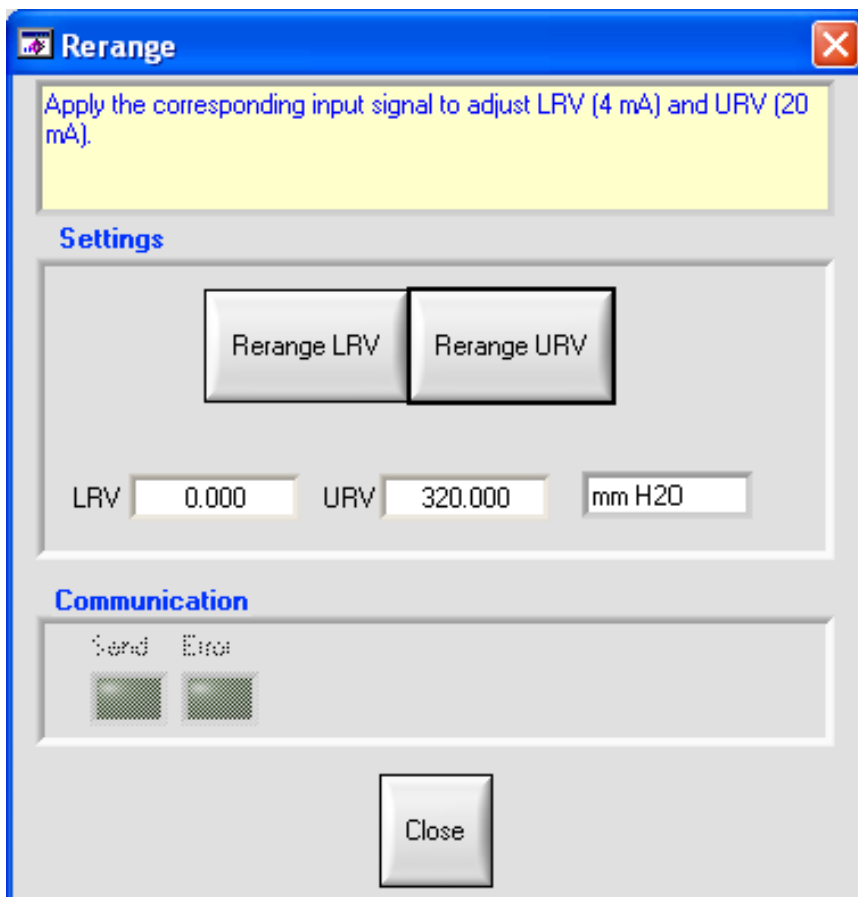 Rerange
Apply the corresponding input signal to adjust LRV (4 mA) and URV (20
mA).
Settings
Rerange LRV Rerange URV
LRV 0.000 URV 320.000 mm H2O
Communication
Send Error
Close